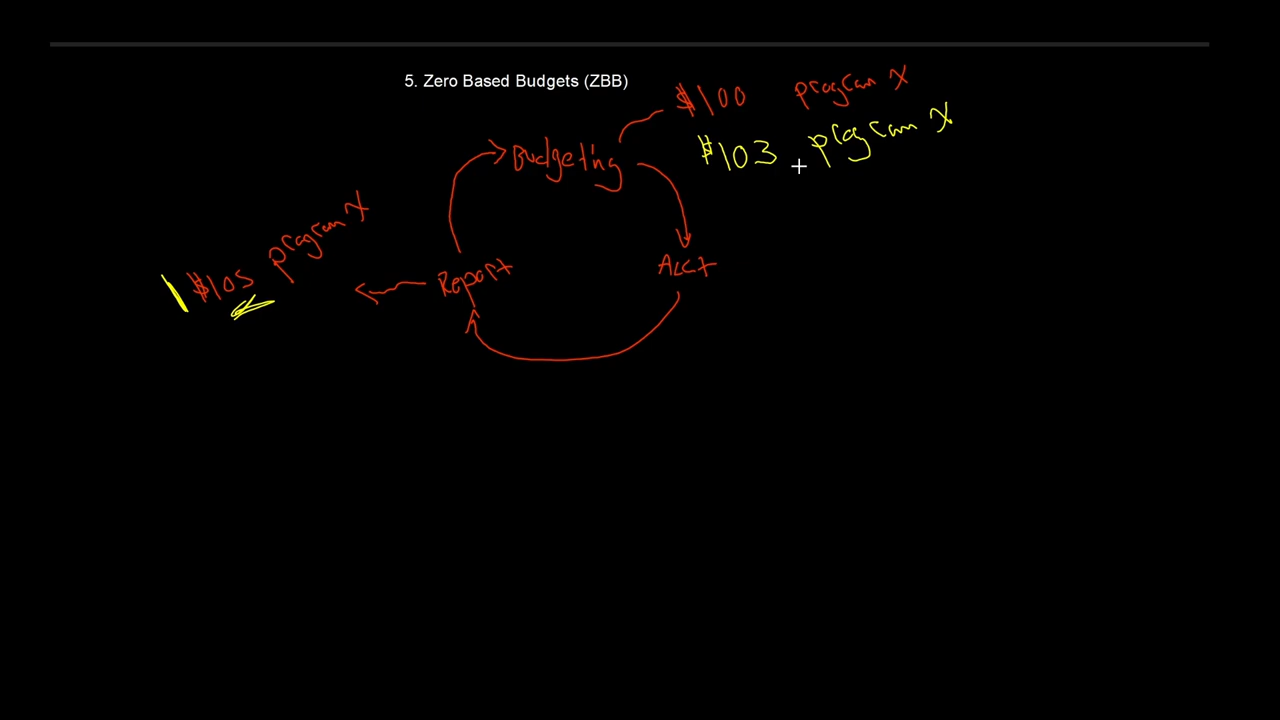 5. Zero Based Budgets (ZBB)
$100 program X
$103 program X
Budgeting
$105 program X
Report
Acct